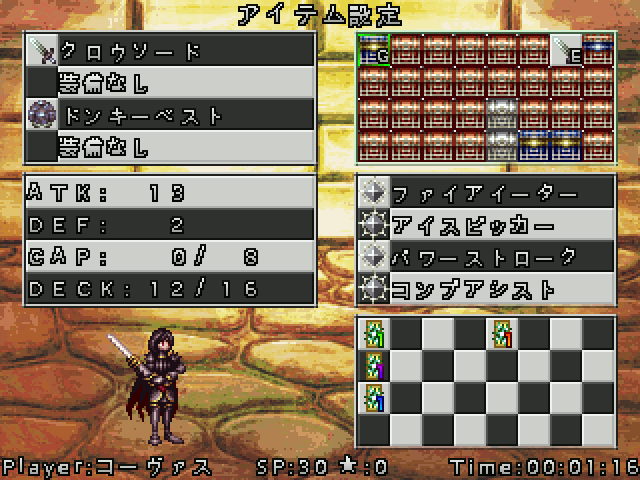 アイテム設定
クロゥソード
装備なし
ドンキーベスト
装備なし
ATK: 13
DEF: 2
CAP: 0/ 8
DECK:12/16
G
E
ファイアイーター
アイスピッカー
パワーストローク
コンプアシスト
Player:コーヴァス SP:30 ★:0 Time:00:01:16